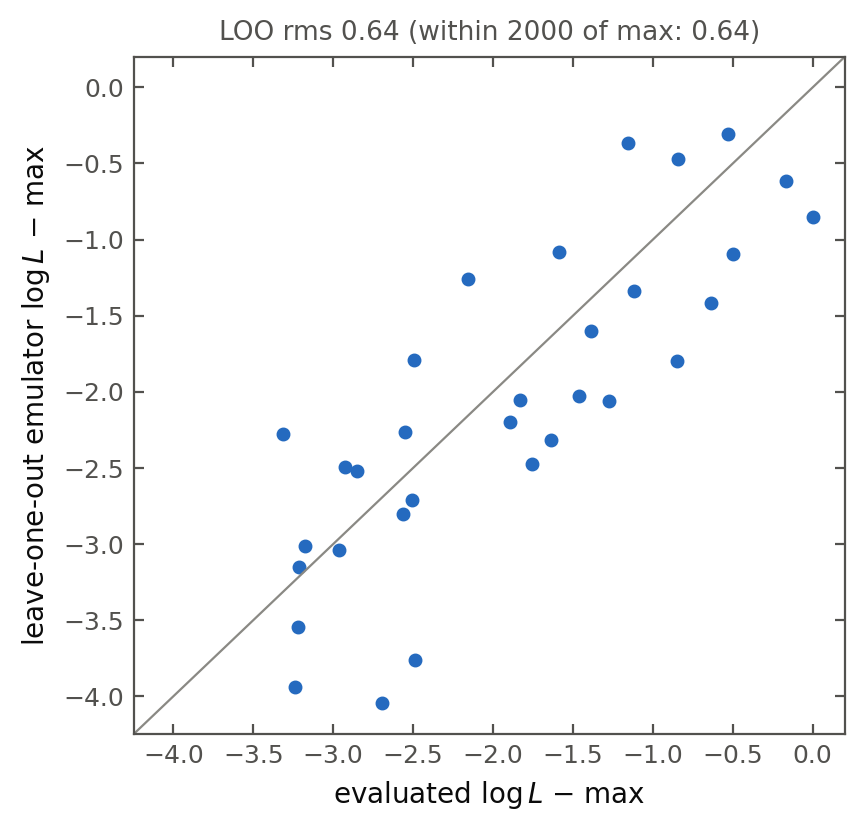 LOO rms 0.64 (within 2000 of max: 0.64)
leave-one-out emulator log L − max
0.0
−0.5
−1.0
−1.5
−2.0
−2.5
−3.0
−3.5
−4.0
−4.0 −3.5 −3.0 −2.5 −2.0 −1.5 −1.0 −0.5 0.0
evaluated log L − max